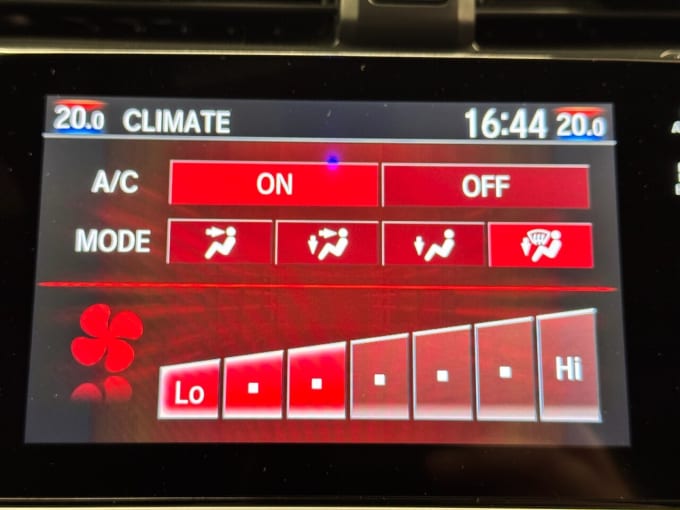 20.0 CLIMATE 16:44 20.0
A/C ON OFF
MODE
Lo Hi